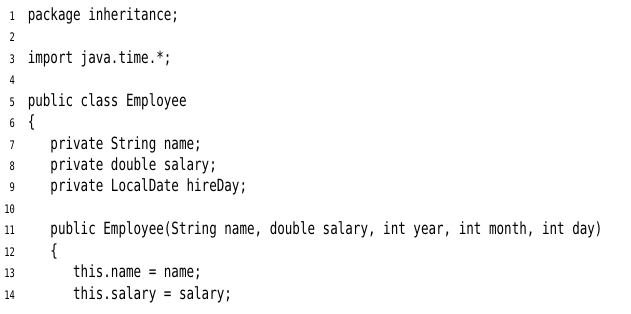 1 package inheritance;
2
3 import java.time.*;
4
5 public class Employee
6 {
7    private String name;
8    private double salary;
9    private LocalDate hireDay;
10
11    public Employee(String name, double salary, int year, int month, int day)
12    {
13       this.name = name;
14       this.salary = salary;